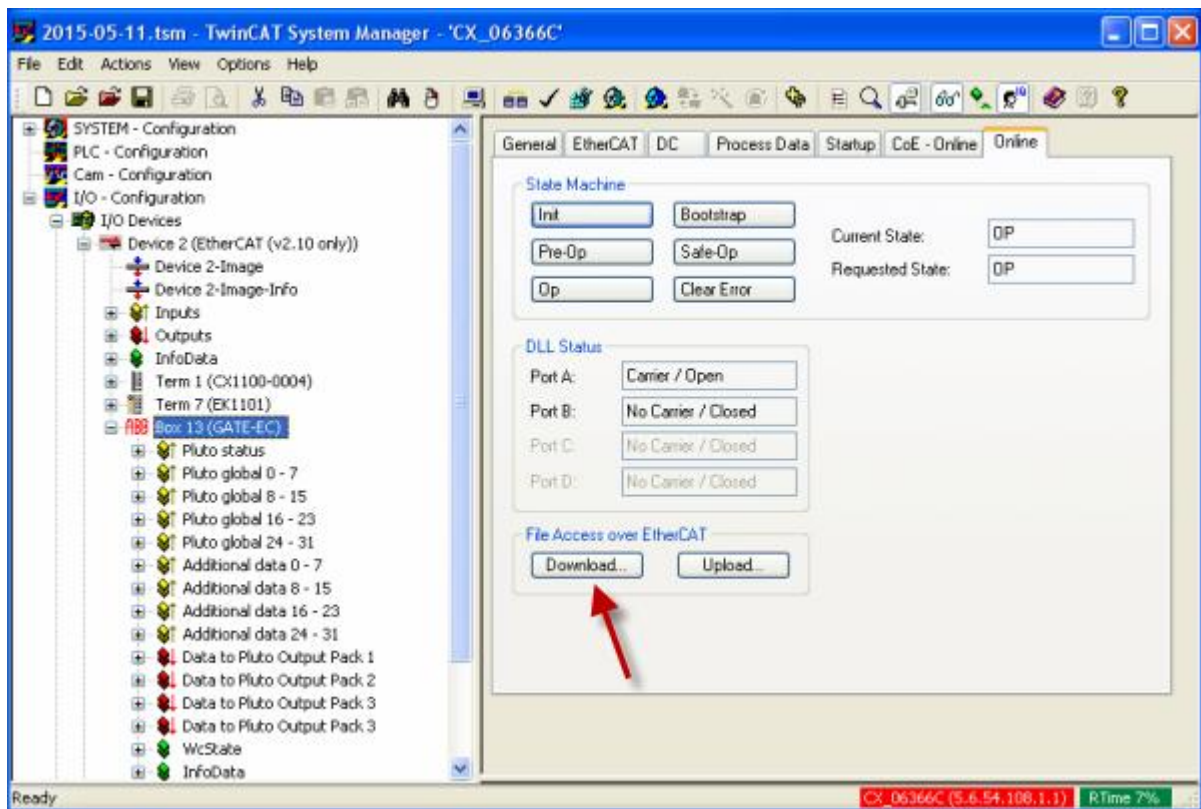 2015-05-11.tsm - TwinCAT System Manager - 'CX_06366C'
File Edit Actions View Options Help
SYSTEM - Configuration
PLC - Configuration
Cam - Configuration
I/O - Configuration
I/O Devices
Device 2 (EtherCAT (v2.10 only))
Device 2-Image
Device 2-Image-Info
Inputs
Outputs
InfoData
Term 1 (CX1100-0004)
Term 7 (EK1101)
ABB Box 13 (GATE-EC)
Pluto status
Pluto global 0 - 7
Pluto global 8 - 15
Pluto global 16 - 23
Pluto global 24 - 31
Additional data 0 - 7
Additional data 8 - 15
Additional data 16 - 23
Additional data 24 - 31
Data to Pluto Output Pack 1
Data to Pluto Output Pack 2
Data to Pluto Output Pack 3
Data to Pluto Output Pack 3
WcState
InfoData
General EtherCAT DC Process Data Startup CoE - Online Online
State Machine
Init Bootstrap
Pre-Op Safe-Op
Op Clear Error
Current State: OP
Requested State: OP
DLL Status
Port A: Carrier / Open
Port B: No Carrier / Closed
Port C: No Carrier / Closed
Port D: No Carrier / Closed
File Access over EtherCAT
Download... Upload...
Ready CX_06366C (5.6.54.108.1.1) RTime 7%